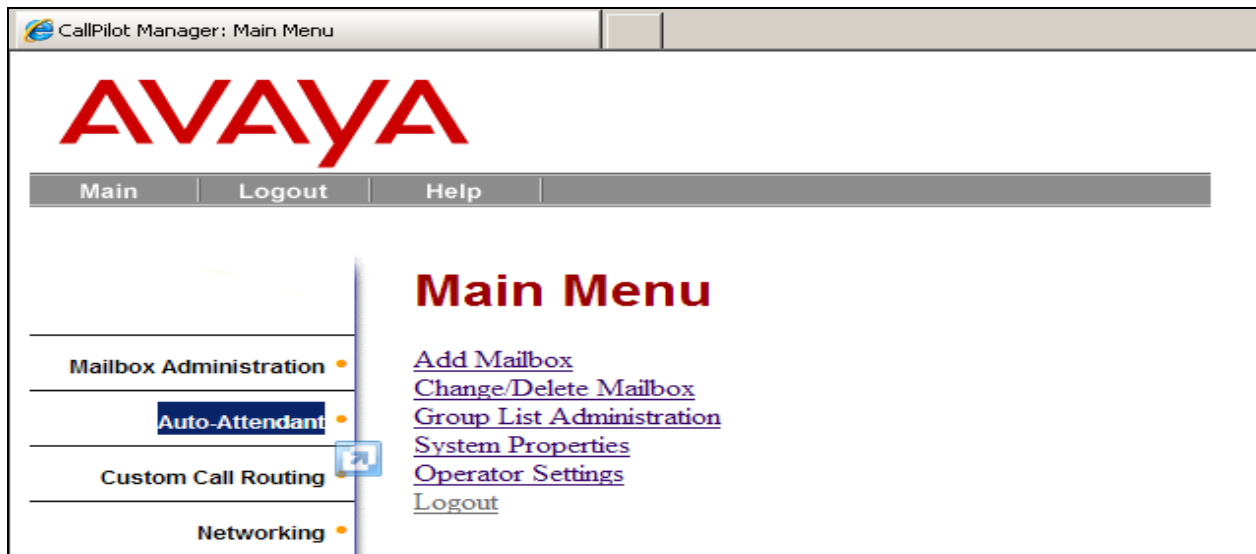 CallPilot Manager: Main Menu
AVAYA
Main Logout Help
Main Menu
Mailbox Administration
Auto-Attendant
Custom Call Routing
Networking
Add Mailbox
Change/Delete Mailbox
Group List Administration
System Properties
Operator Settings
Logout